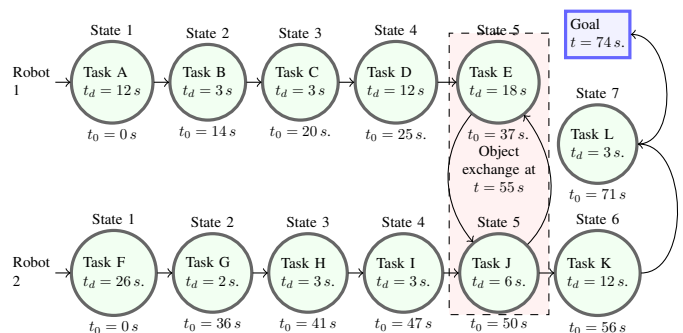 State 1
State 2
State 3
State 4
State 5
Goal
t = 74 s.
Robot
1
Task A
t_d = 12 s
Task B
t_d = 3 s
Task C
t_d = 3 s
Task D
t_d = 12 s
Task E
t_d = 18 s
t_0 = 0 s
t_0 = 14 s
t_0 = 20 s.
t_0 = 25 s.
t_0 = 37 s.
State 7
Task L
t_d = 3 s.
t_0 = 71 s
Object
exchange at
t = 55 s
State 1
State 2
State 3
State 4
State 5
State 6
Robot
2
Task F
t_d = 26 s.
Task G
t_d = 2 s.
Task H
t_d = 3 s.
Task I
t_d = 3 s.
Task J
t_d = 6 s.
Task K
t_d = 12 s.
t_0 = 0 s
t_0 = 36 s
t_0 = 41 s
t_0 = 47 s
t_0 = 50 s
t_0 = 56 s